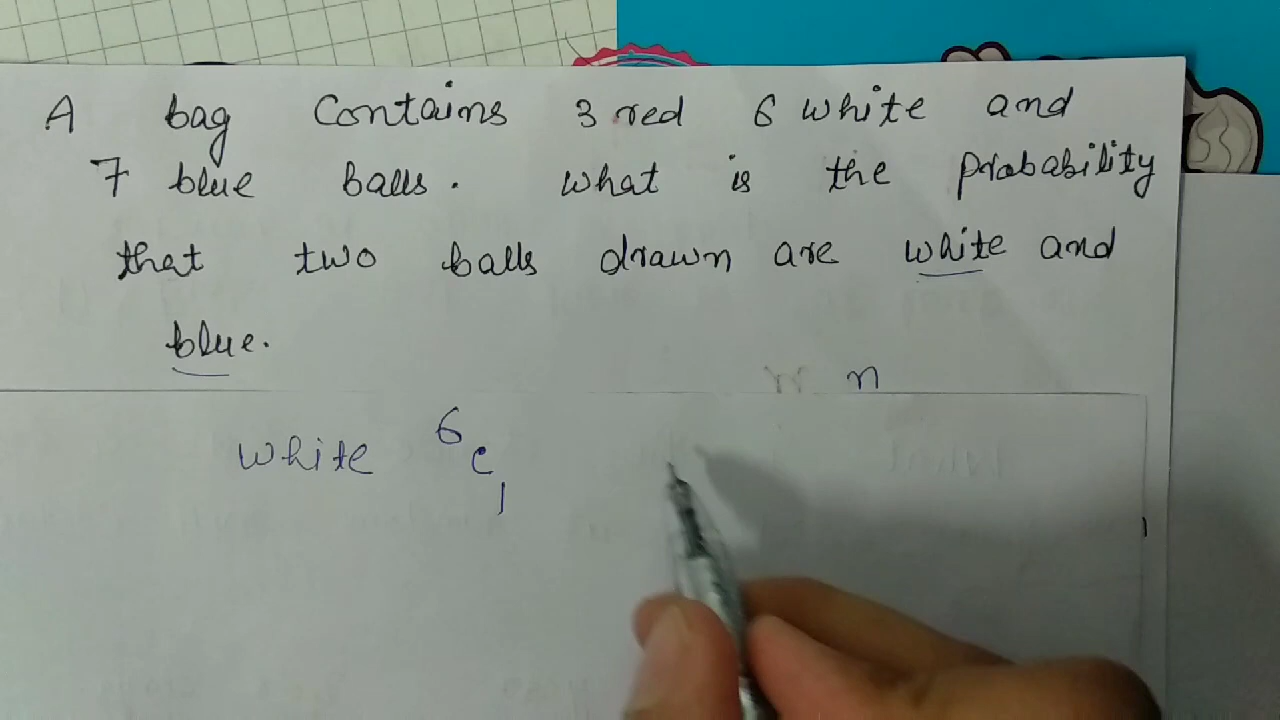 A bag Contains 3 red 6 white and
7 blue balls. What is the probability
that two balls drawn are white and
blue.
n
white ⁶C₁